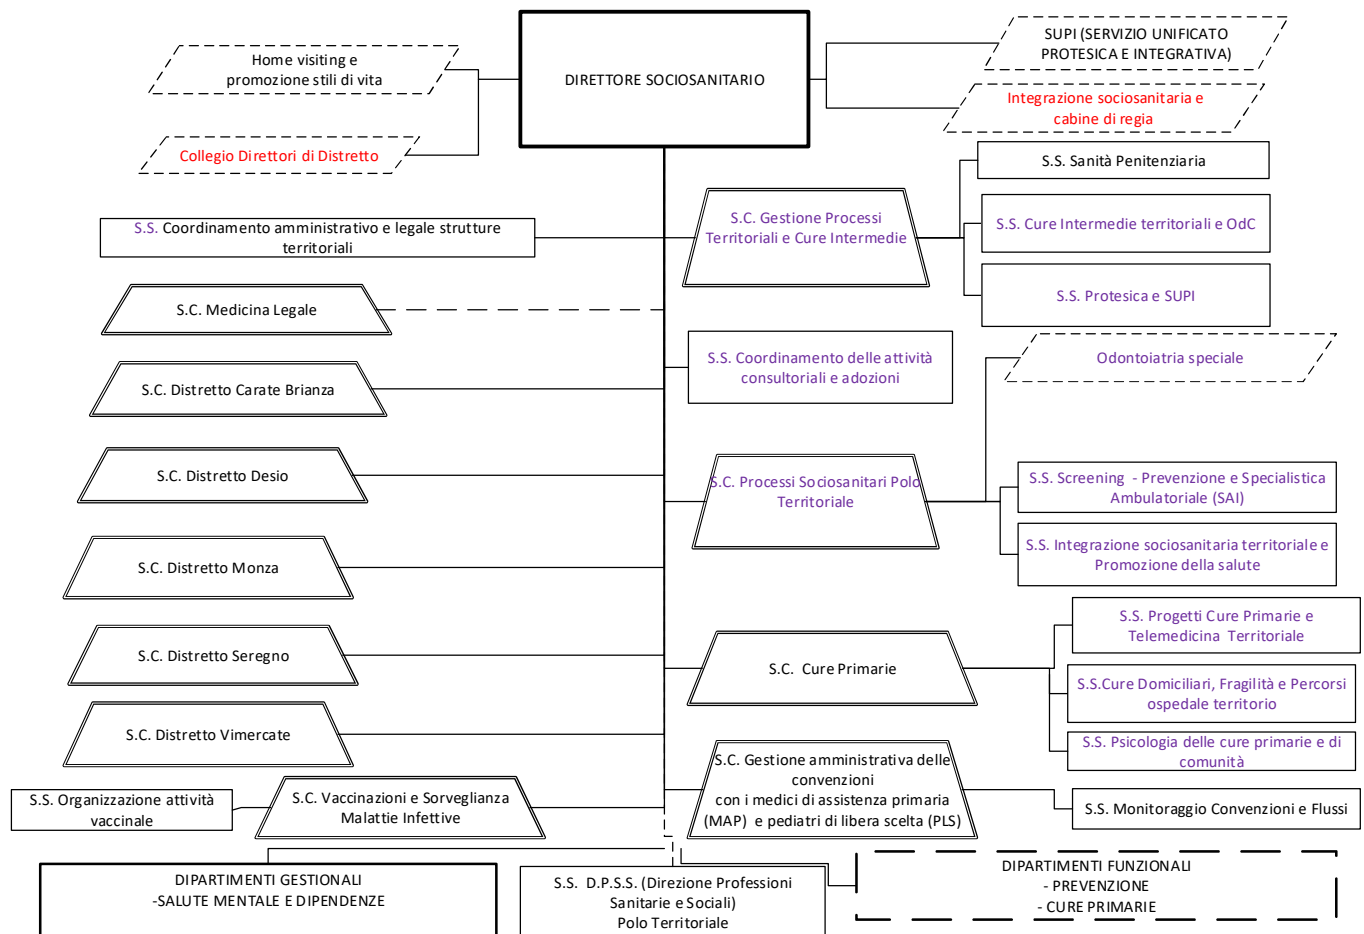 DIRETTORE SOCIOSANITARIO
Home visiting e
promozione stili di vita
Collegio Direttori di Distretto
SUPI (SERVIZIO UNIFICATO
PROTESICA E INTEGRATIVA)
Integrazione sociosanitaria e
cabine di regia
S.S. Coordinamento amministrativo e legale strutture
territoriali
S.C. Medicina Legale
S.C. Distretto Carate Brianza
S.C. Distretto Desio
S.C. Distretto Monza
S.C. Distretto Seregno
S.C. Distretto Vimercate
S.C. Vaccinazioni e Sorveglianza
Malattie Infettive
S.S. Organizzazione attività
vaccinale
S.C. Gestione Processi
Territoriali e Cure Intermedie
S.S. Sanità Penitenziaria
S.S. Cure Intermedie territoriali e OdC
S.S. Protesica e SUPI
S.S. Coordinamento delle attività
consultoriali e adozioni
S.C. Processi Sociosanitari Polo
Territoriale
Odontoiatria speciale
S.S. Screening - Prevenzione e Specialistica
Ambulatoriale (SAI)
S.S. Integrazione sociosanitaria territoriale e
Promozione della salute
S.C. Cure Primarie
S.S. Progetti Cure Primarie e
Telemedicina Territoriale
S.S.Cure Domiciliari, Fragilità e Percorsi
ospedale territorio
S.S. Psicologia delle cure primarie e di
comunità
S.C. Gestione amministrativa delle
convenzioni
con i medici di assistenza primaria
(MAP) e pediatri di libera scelta (PLS)
S.S. Monitoraggio Convenzioni e Flussi
DIPARTIMENTI GESTIONALI
-SALUTE MENTALE E DIPENDENZE
S.S. D.P.S.S. (Direzione Professioni
Sanitarie e Sociali)
Polo Territoriale
DIPARTIMENTI FUNZIONALI
- PREVENZIONE
- CURE PRIMARIE